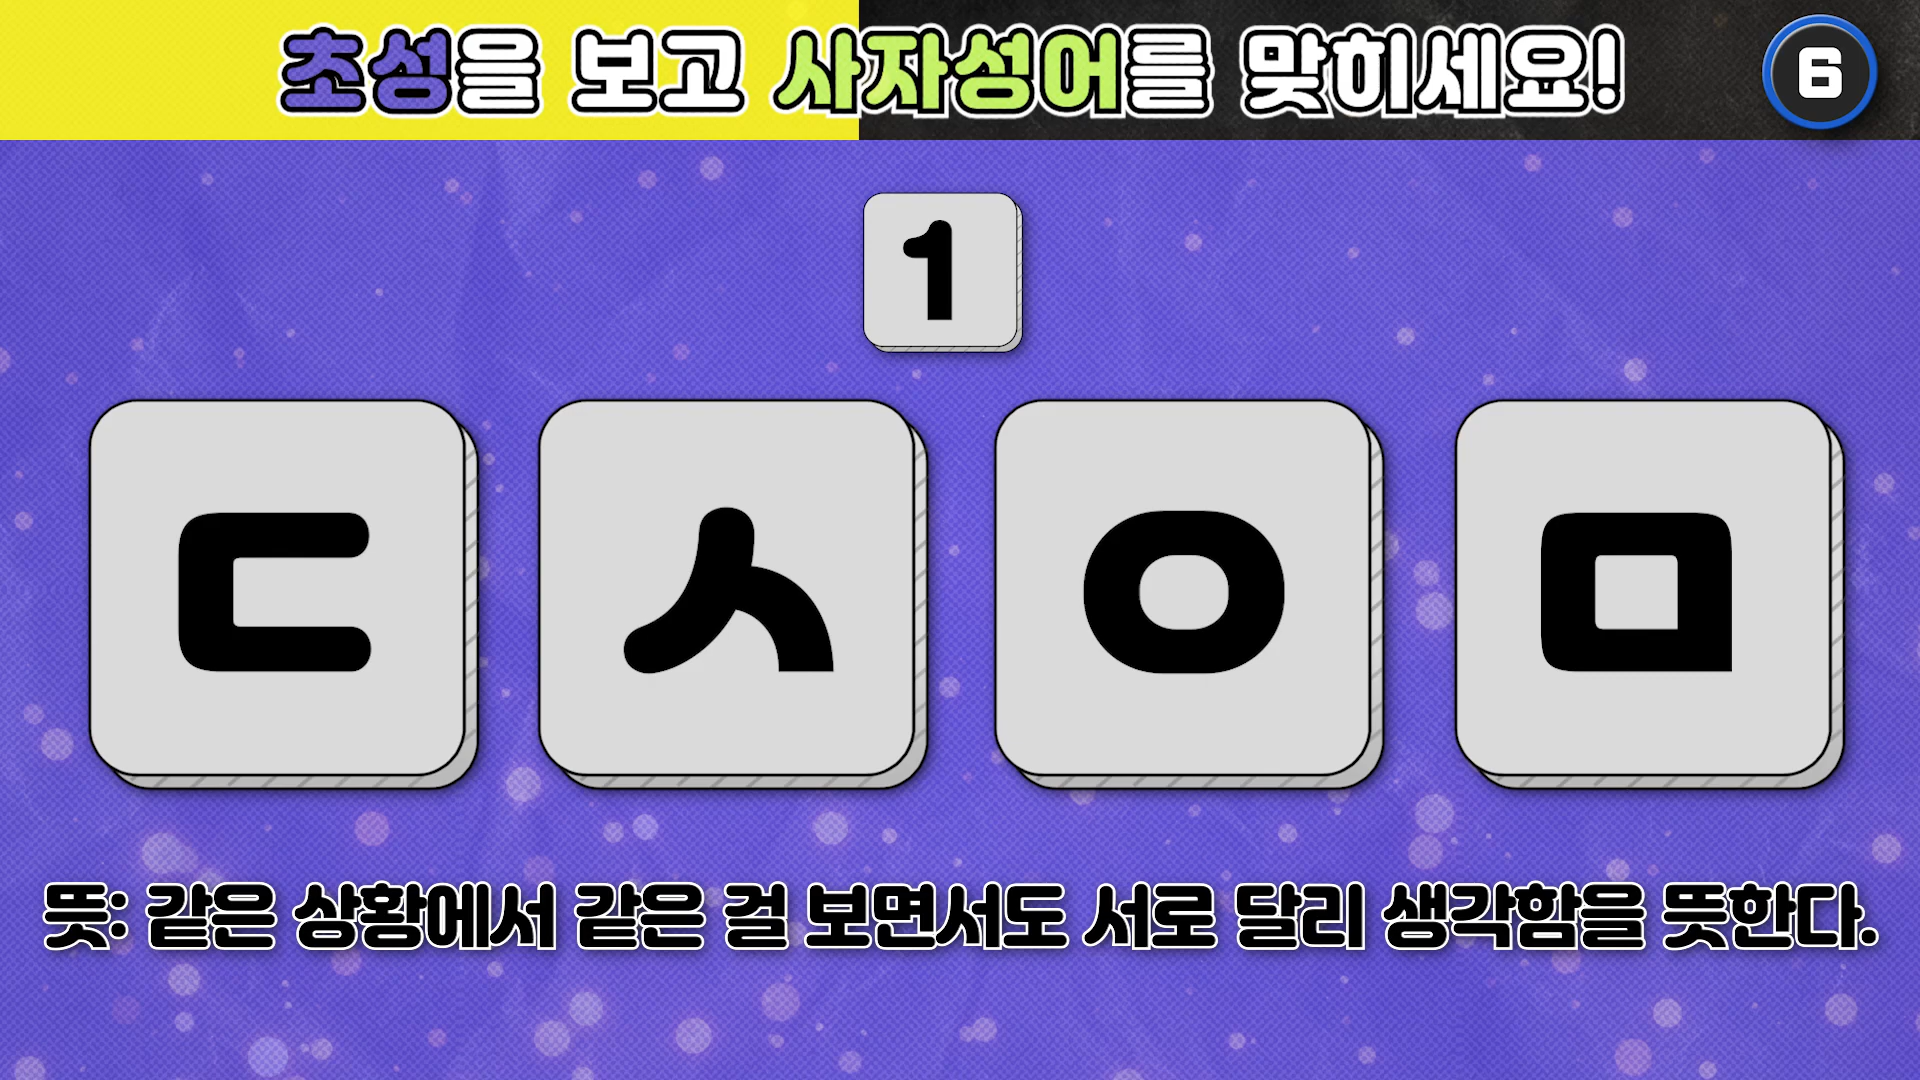 초성을 보고 사자성어를 맞히세요!
6
1
ㄷ ㅅ ㅇ ㅁ
뜻: 같은 상황에서 같은 걸 보면서도 서로 달리 생각함을 뜻한다.